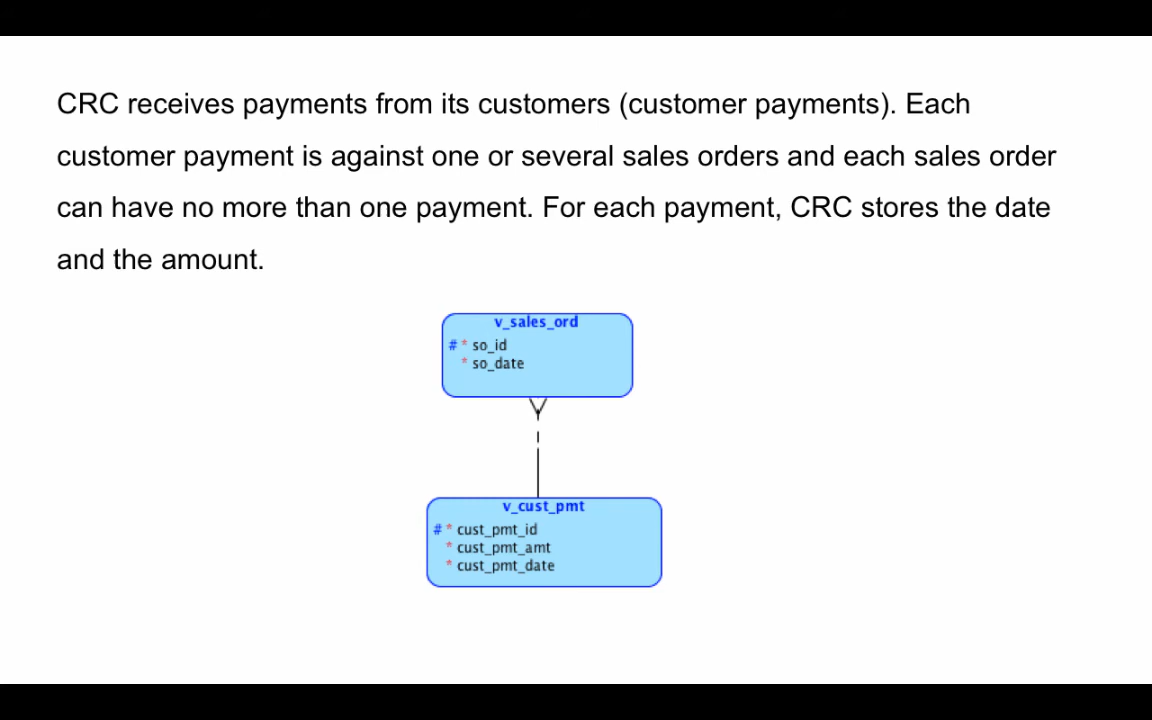 CRC receives payments from its customers (customer payments). Each
customer payment is against one or several sales orders and each sales order
can have no more than one payment. For each payment, CRC stores the date
and the amount.
v_sales_ord
# * so_id
* so_date
v_cust_pmt
# * cust_pmt_id
* cust_pmt_amt
* cust_pmt_date